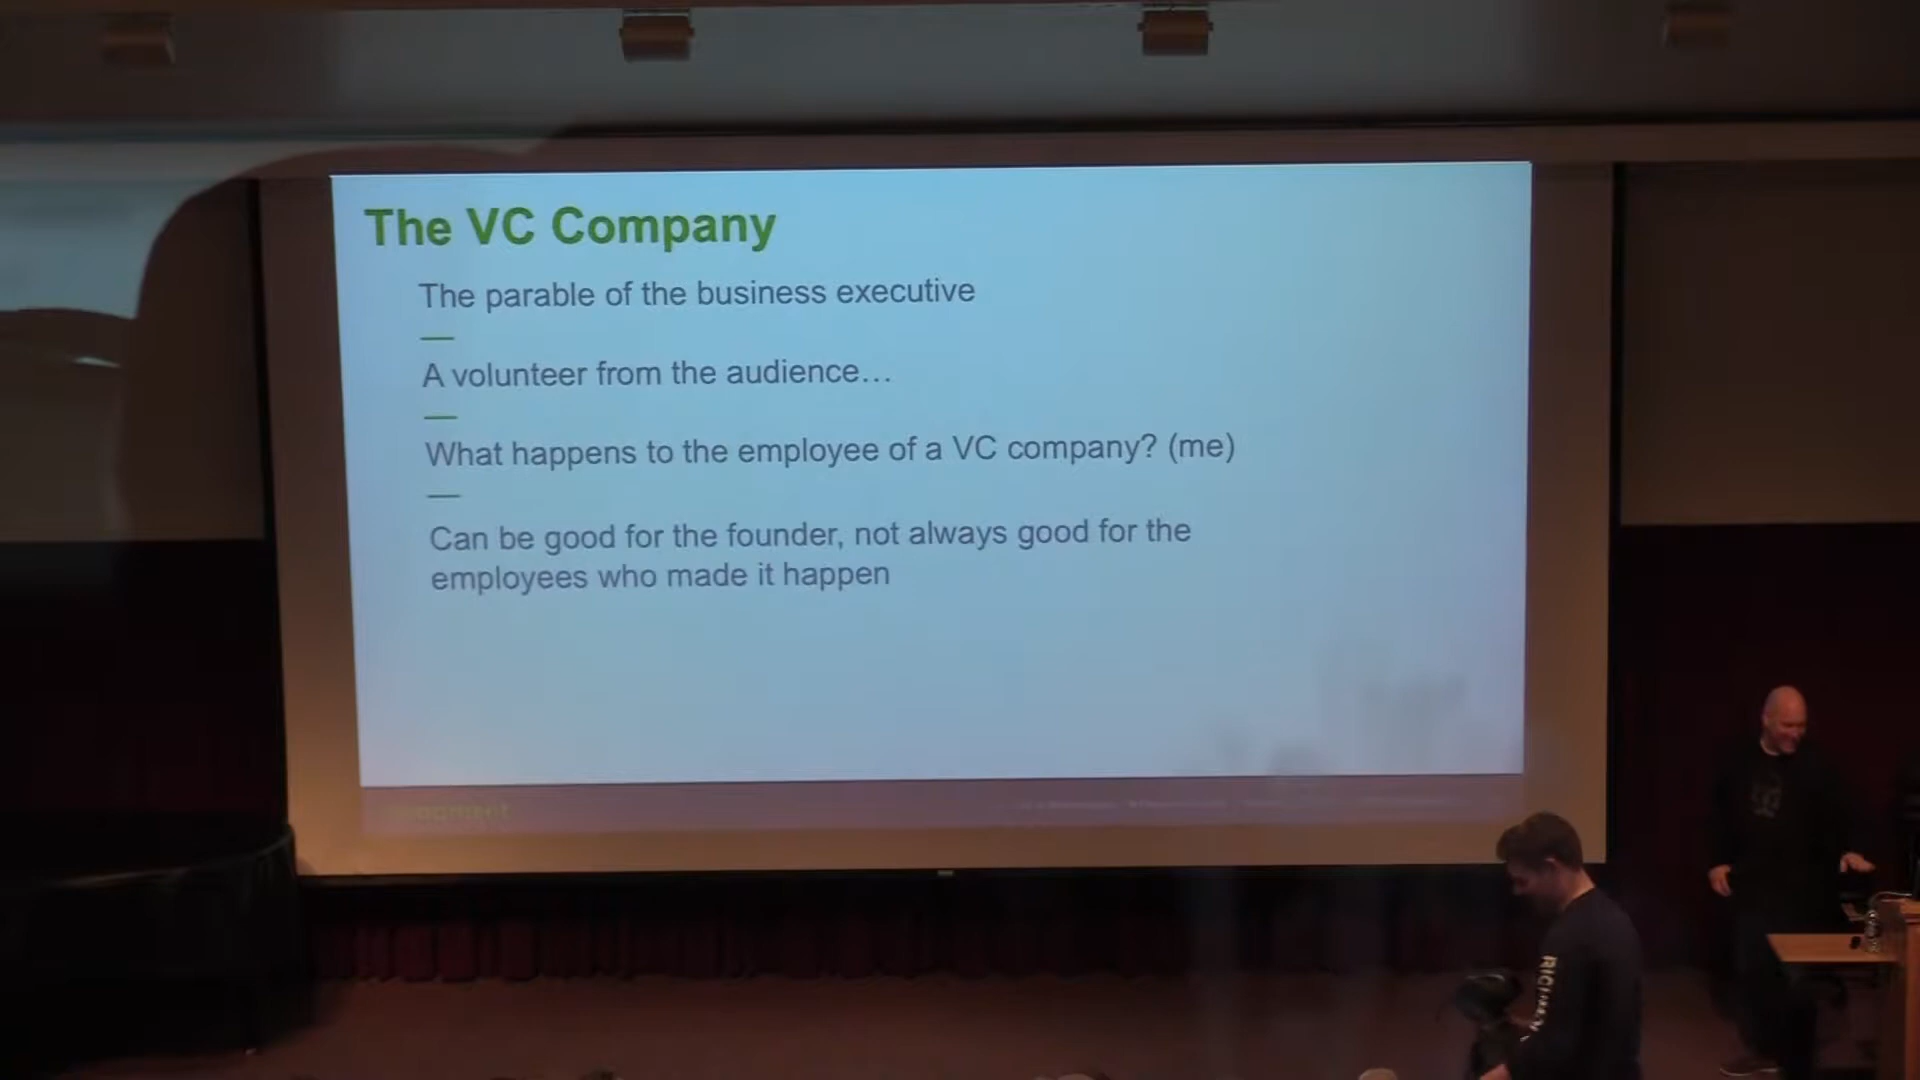 The VC Company
The parable of the business executive
A volunteer from the audience…
What happens to the employee of a VC company? (me)
Can be good for the founder, not always good for the
employees who made it happen